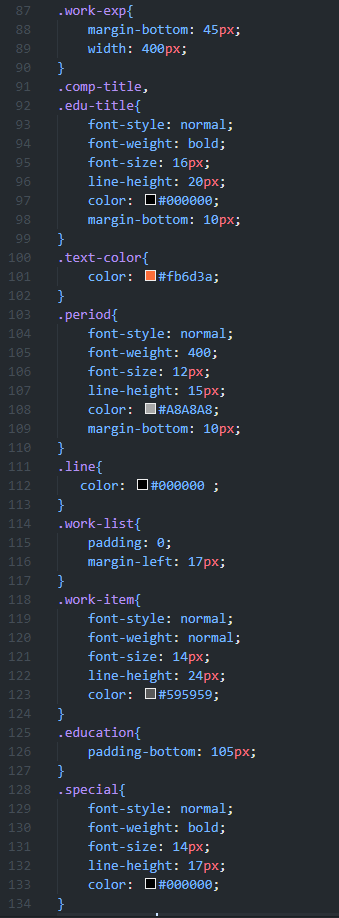 87 .work-exp{
88 margin-bottom: 45px;
89 width: 400px;
90 }
91 .comp-title,
92 .edu-title{
93 font-style: normal;
94 font-weight: bold;
95 font-size: 16px;
96 line-height: 20px;
97 color: #000000;
98 margin-bottom: 10px;
99 }
100 .text-color{
101 color: #fb6d3a;
102 }
103 .period{
104 font-style: normal;
105 font-weight: 400;
106 font-size: 12px;
107 line-height: 15px;
108 color: #A8A8A8;
109 margin-bottom: 10px;
110 }
111 .line{
112 color: #000000 ;
113 }
114 .work-list{
115 padding: 0;
116 margin-left: 17px;
117 }
118 .work-item{
119 font-style: normal;
120 font-weight: normal;
121 font-size: 14px;
122 line-height: 24px;
123 color: #595959;
124 }
125 .education{
126 padding-bottom: 105px;
127 }
128 .special{
129 font-style: normal;
130 font-weight: bold;
131 font-size: 14px;
132 line-height: 17px;
133 color: #000000;
134 }